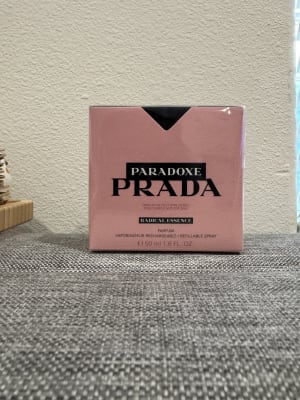 PARADOXE
PRADA
RADICAL ESSENCE
PARFUM
VAPORISATEUR RECHARGEABLE / REFILLABLE SPRAY
50 ml 1.6 FL. OZ